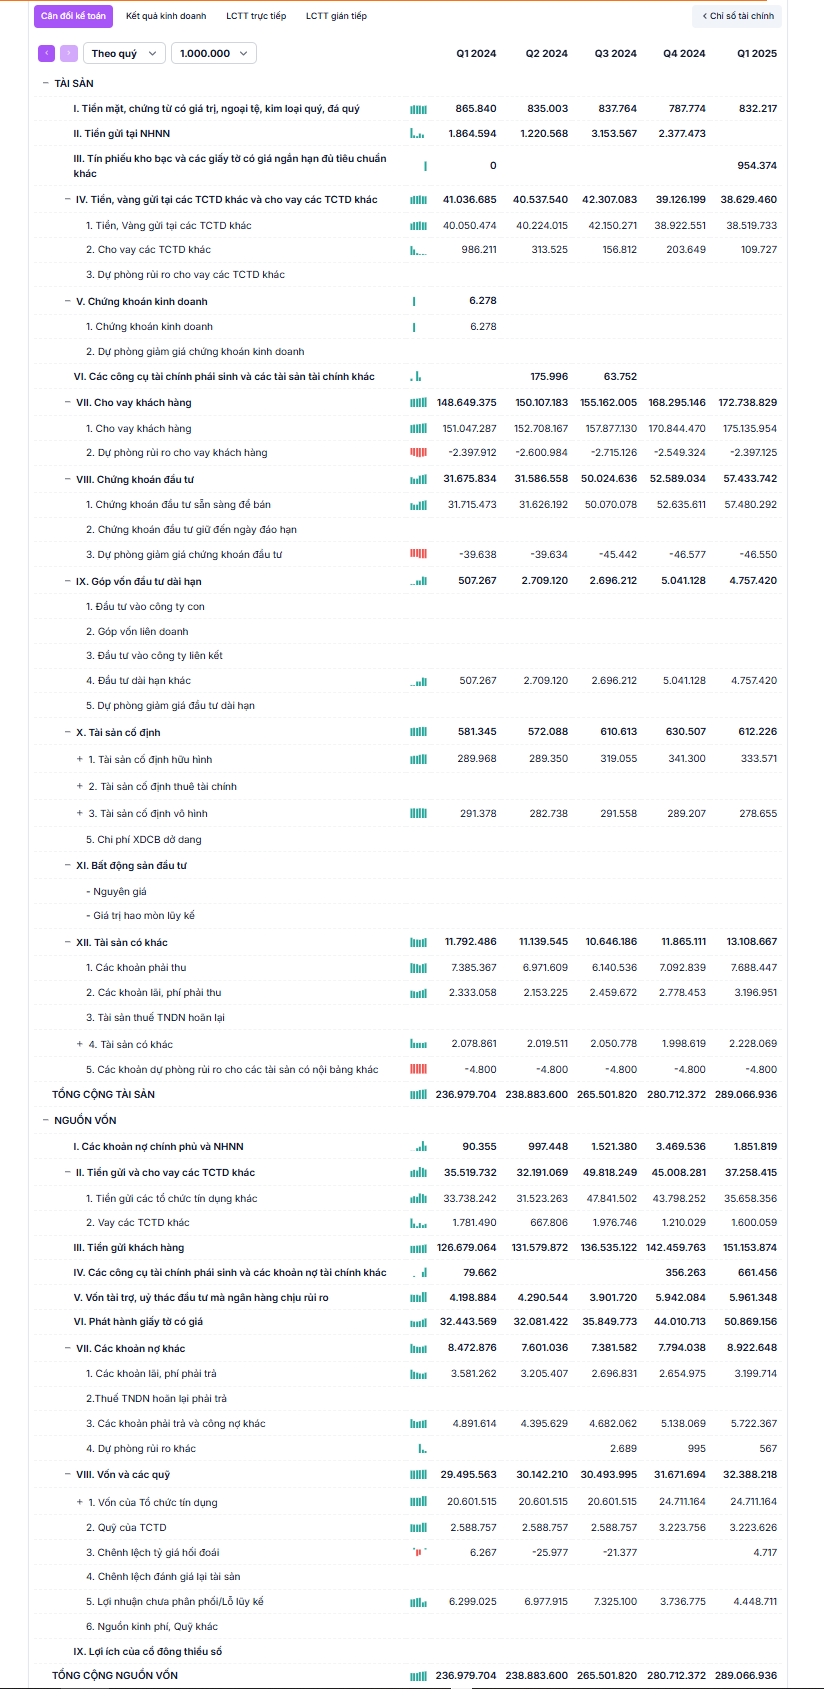 Cân đối kế toán Kết quả kinh doanh LCTT trực tiếp LCTT gián tiếp Chỉ số tài chính
Theo quý 1.000.000 Q1 2024 Q2 2024 Q3 2024 Q4 2024 Q1 2025
TÀI SẢN
I. Tiền mặt, chứng từ có giá trị, ngoại tệ, kim loại quý, đá quý 865.840 835.003 837.764 787.774 832.217
II. Tiền gửi tại NHNN 1.864.594 1.220.568 3.153.567 2.377.473
III. Tín phiếu kho bạc và các giấy tờ có giá ngắn hạn đủ tiêu chuẩn
khác 0 954.374
IV. Tiền, vàng gửi tại các TCTD khác và cho vay các TCTD khác 41.036.685 40.537.540 42.307.083 39.126.199 38.629.460
1. Tiền, Vàng gửi tại các TCTD khác 40.050.474 40.224.015 42.150.271 38.922.551 38.519.733
2. Cho vay các TCTD khác 986.211 313.525 156.812 203.649 109.727
3. Dự phòng rủi ro cho vay các TCTD khác
V. Chứng khoán kinh doanh 6.278
1. Chứng khoán kinh doanh 6.278
2. Dự phòng giảm giá chứng khoán kinh doanh
VI. Các công cụ tài chính phái sinh và các tài sản tài chính khác 175.996 63.752
VII. Cho vay khách hàng 148.649.375 150.107.183 155.162.005 168.295.146 172.738.829
1. Cho vay khách hàng 151.047.287 152.708.167 157.877.130 170.844.470 175.135.954
2. Dự phòng rủi ro cho vay khách hàng -2.397.912 -2.600.984 -2.715.126 -2.549.324 -2.397.125
VIII. Chứng khoán đầu tư 31.675.834 31.586.558 50.024.636 52.589.034 57.433.742
1. Chứng khoán đầu tư sẵn sàng để bán 31.715.473 31.626.192 50.070.078 52.635.611 57.480.292
2. Chứng khoán đầu tư giữ đến ngày đáo hạn
3. Dự phòng giảm giá chứng khoán đầu tư -39.638 -39.634 -45.442 -46.577 -46.550
IX. Góp vốn đầu tư dài hạn 507.267 2.709.120 2.696.212 5.041.128 4.757.420
1. Đầu tư vào công ty con
2. Góp vốn liên doanh
3. Đầu tư vào công ty liên kết
4. Đầu tư dài hạn khác 507.267 2.709.120 2.696.212 5.041.128 4.757.420
5. Dự phòng giảm giá đầu tư dài hạn
X. Tài sản cố định 581.345 572.088 610.613 630.507 612.226
1. Tài sản cố định hữu hình 289.968 289.350 319.055 341.300 333.571
2. Tài sản cố định thuê tài chính
3. Tài sản cố định vô hình 291.378 282.738 291.558 289.207 278.655
5. Chi phí XDCB dở dang
XI. Bất động sản đầu tư
- Nguyên giá
- Giá trị hao mòn lũy kế
XII. Tài sản có khác 11.792.486 11.139.545 10.646.186 11.865.111 13.108.667
1. Các khoản phải thu 7.385.367 6.971.609 6.140.536 7.092.839 7.688.447
2. Các khoản lãi, phí phải thu 2.333.058 2.153.225 2.459.672 2.778.453 3.196.951
3. Tài sản thuế TNDN hoãn lại
4. Tài sản có khác 2.078.861 2.019.511 2.050.778 1.998.619 2.228.069
5. Các khoản dự phòng rủi ro cho các tài sản có nội bảng khác -4.800 -4.800 -4.800 -4.800 -4.800
TỔNG CỘNG TÀI SẢN 236.979.704 238.883.600 265.501.820 280.712.372 289.066.936
NGUỒN VỐN
I. Các khoản nợ chính phủ và NHNN 90.355 997.448 1.521.380 3.469.536 1.851.819
II. Tiền gửi và cho vay các TCTD khác 35.519.732 32.191.069 49.818.249 45.008.281 37.258.415
1. Tiền gửi các tổ chức tín dụng khác 33.738.242 31.523.263 47.841.502 43.798.252 35.658.356
2. Vay các TCTD khác 1.781.490 667.806 1.976.746 1.210.029 1.600.059
III. Tiền gửi khách hàng 126.679.064 131.579.872 136.535.122 142.459.763 151.153.874
IV. Các công cụ tài chính phái sinh và các khoản nợ tài chính khác 79.662 356.263 661.456
V. Vốn tài trợ, uỷ thác đầu tư mà ngân hàng chịu rủi ro 4.198.884 4.290.544 3.901.720 5.942.084 5.961.348
VI. Phát hành giấy tờ có giá 32.443.569 32.081.422 35.849.773 44.010.713 50.869.156
VII. Các khoản nợ khác 8.472.876 7.601.036 7.381.582 7.794.038 8.922.648
1. Các khoản lãi, phí phải trả 3.581.262 3.205.407 2.696.831 2.654.975 3.199.714
2.Thuế TNDN hoãn lại phải trả
3. Các khoản phải trả và công nợ khác 4.891.614 4.395.629 4.682.062 5.138.069 5.722.367
4. Dự phòng rủi ro khác 2.689 995 567
VIII. Vốn và các quỹ 29.495.563 30.142.210 30.493.995 31.671.694 32.388.218
1. Vốn của Tổ chức tín dụng 20.601.515 20.601.515 20.601.515 24.711.164 24.711.164
2. Quỹ của TCTD 2.588.757 2.588.757 2.588.757 3.223.756 3.223.626
3. Chênh lệch tỷ giá hối đoái 6.267 -25.977 -21.377 4.717
4. Chênh lệch đánh giá lại tài sản
5. Lợi nhuận chưa phân phối/Lỗ lũy kế 6.299.025 6.977.915 7.325.100 3.736.775 4.448.711
6. Nguồn kinh phí, Quỹ khác
IX. Lợi ích của cổ đông thiểu số
TỔNG CỘNG NGUỒN VỐN 236.979.704 238.883.600 265.501.820 280.712.372 289.066.936